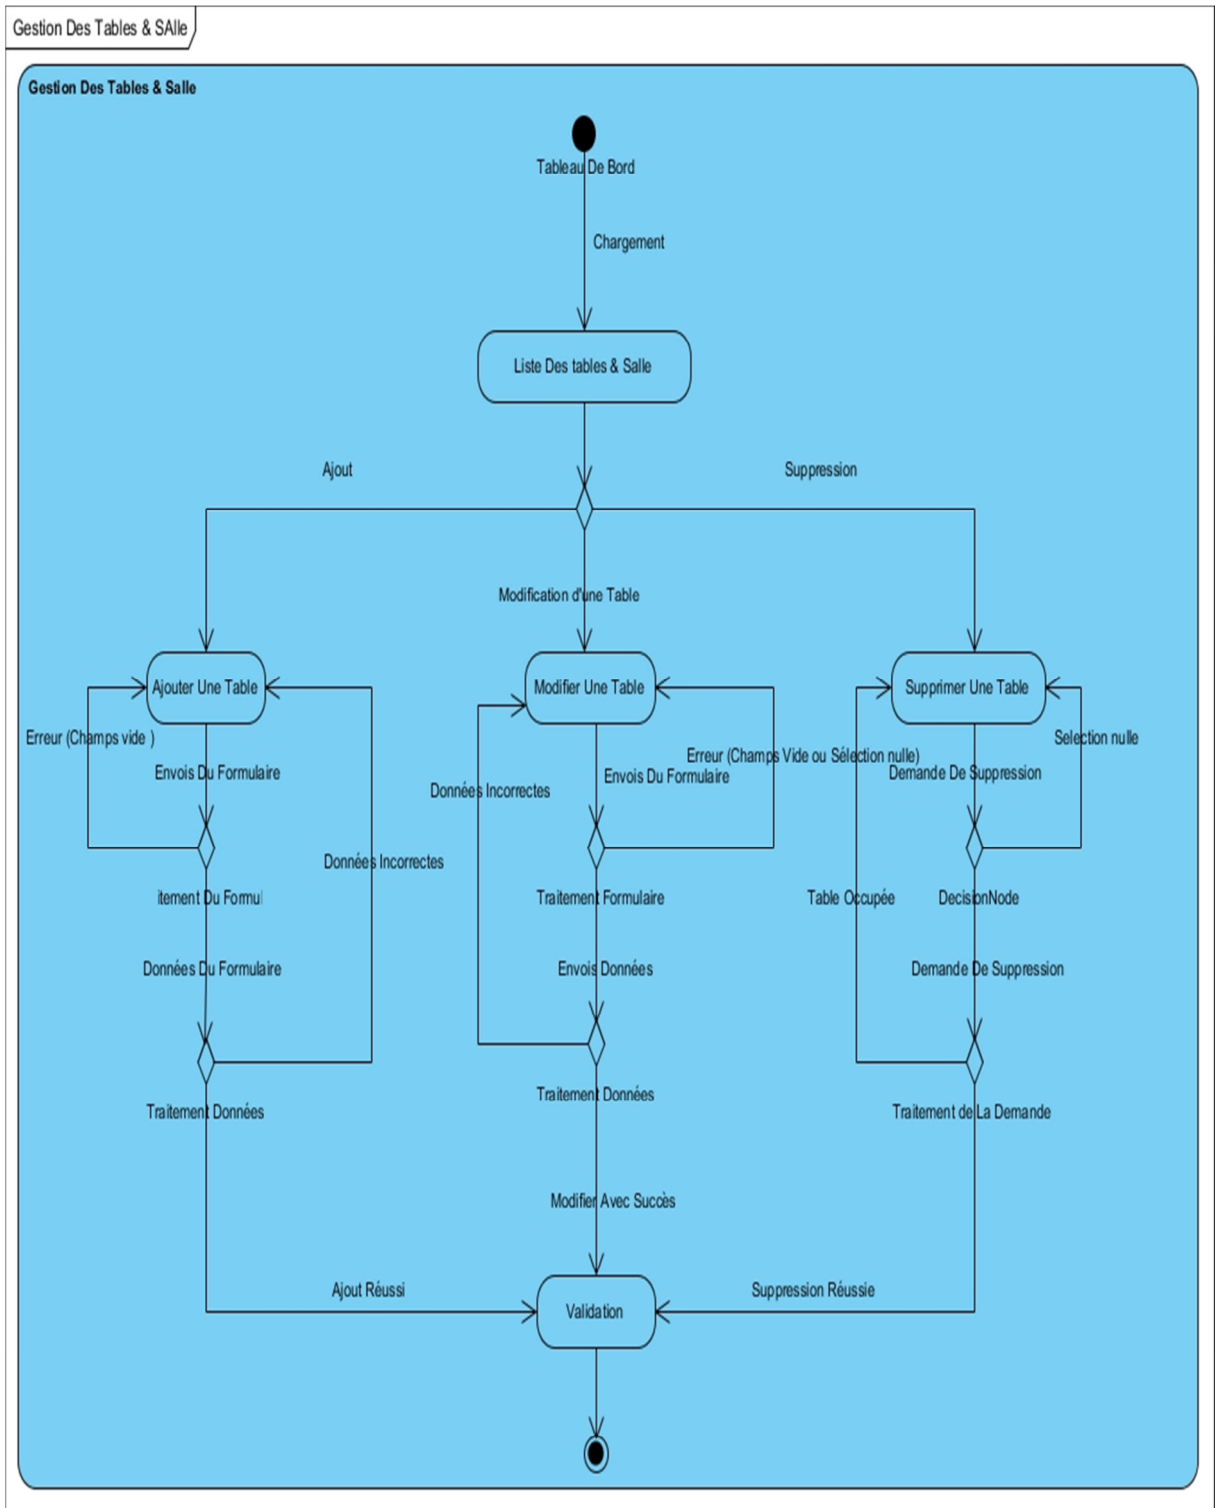 Gestion Des Tables & SAlle
Gestion Des Tables & Salle
Tableau De Bord
Chargement
Liste Des tables & Salle
Ajout
Suppression
Modification d'une Table
Ajouter Une Table
Modifier Une Table
Supprimer Une Table
Erreur (Champs vide )
Envois Du Formulaire
Données Incorrectes
Erreur (Champs Vide ou Sélection nulle)
Envois Du Formulaire
Selection nulle
Demande De Suppression
Données Incorrectes
itement Du Formul
Traitement Formulaire
Table Occupée
DecisionNode
Données Du Formulaire
Envois Données
Demande De Suppression
Traitement Données
Traitement Données
Traitement de La Demande
Modifier Avec Succès
Ajout Réussi
Suppression Réussie
Validation